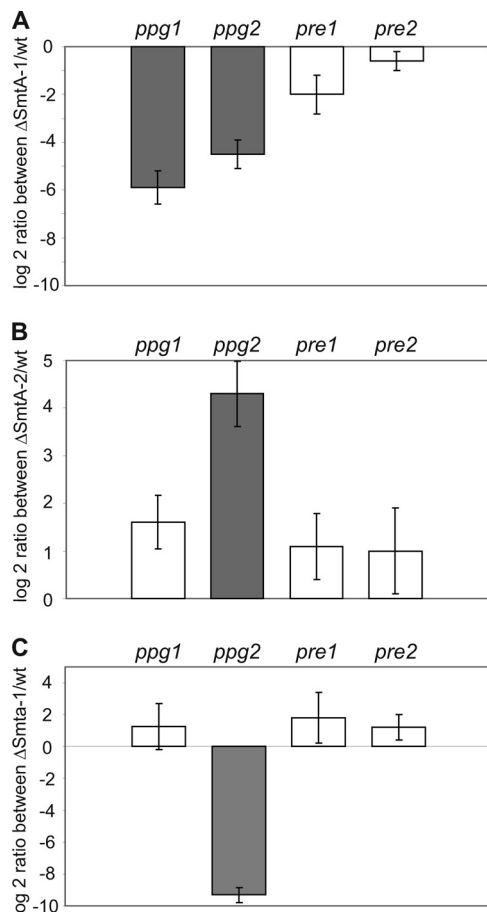 A
ppg1 ppg2 pre1 pre2
log 2 ratio between ΔSmtA-1/wt
0
-2
-4
-6
-8
-10
B
ppg1 ppg2 pre1 pre2
log 2 ratio between ΔSmtA-2/wt
5
4
3
2
1
0
C
ppg1 ppg2 pre1 pre2
log 2 ratio between ΔSmta-1/wt
4
2
0
-2
-4
-6
-8
-10